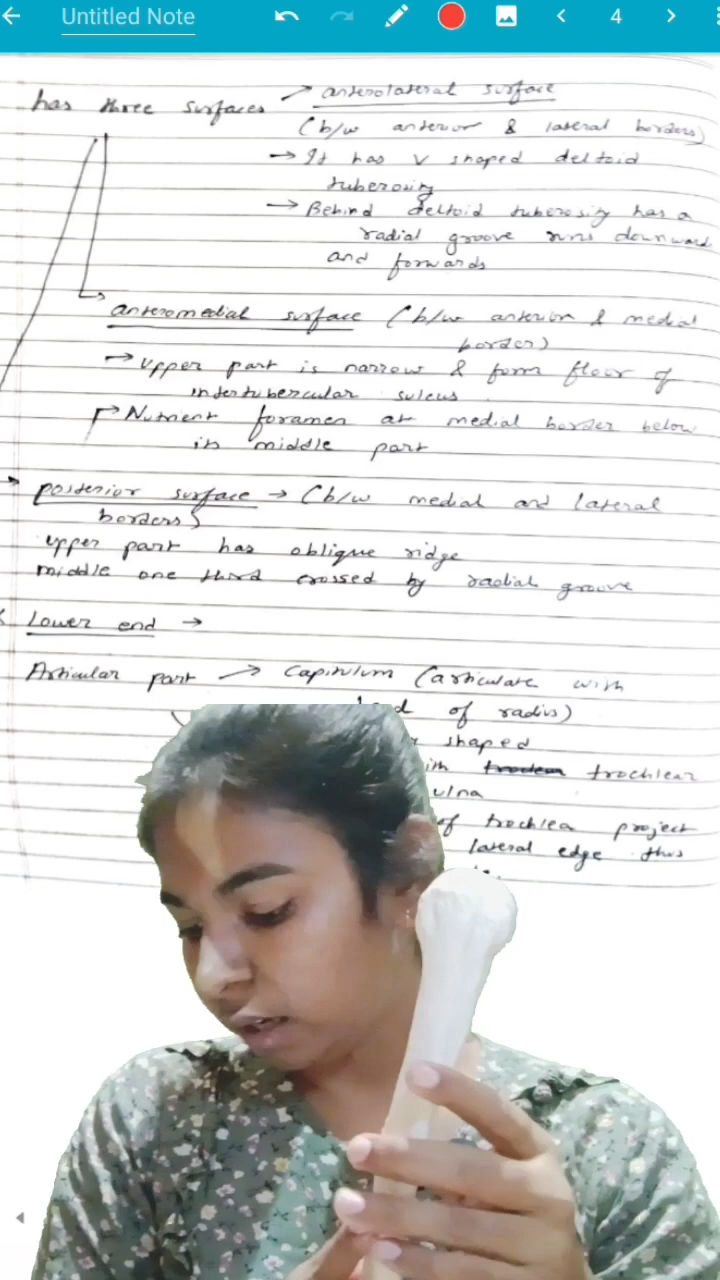 Untitled Note
4
has three surfaces → anterolateral surface
(b/w anterior & lateral borders)
→ It has V shaped deltoid
tuberosity
→ Behind deltoid tuberosity has a
radial groove runs downward
and forwards
anteromedial surface (b/w anterior & medial
border)
→ Upper part is narrow & form floor of
intertubercular sulcus
→ Nutrient foramen at medial border below
its middle part
posterior surface → (b/w medial and lateral
borders)
upper part has oblique ridge
middle one third crossed by radial groove
Lower end →
Articular part → Capitulum (articulate with
of radius)
shaped
trochlear
ulna
of trochlea project
lateral edge thus